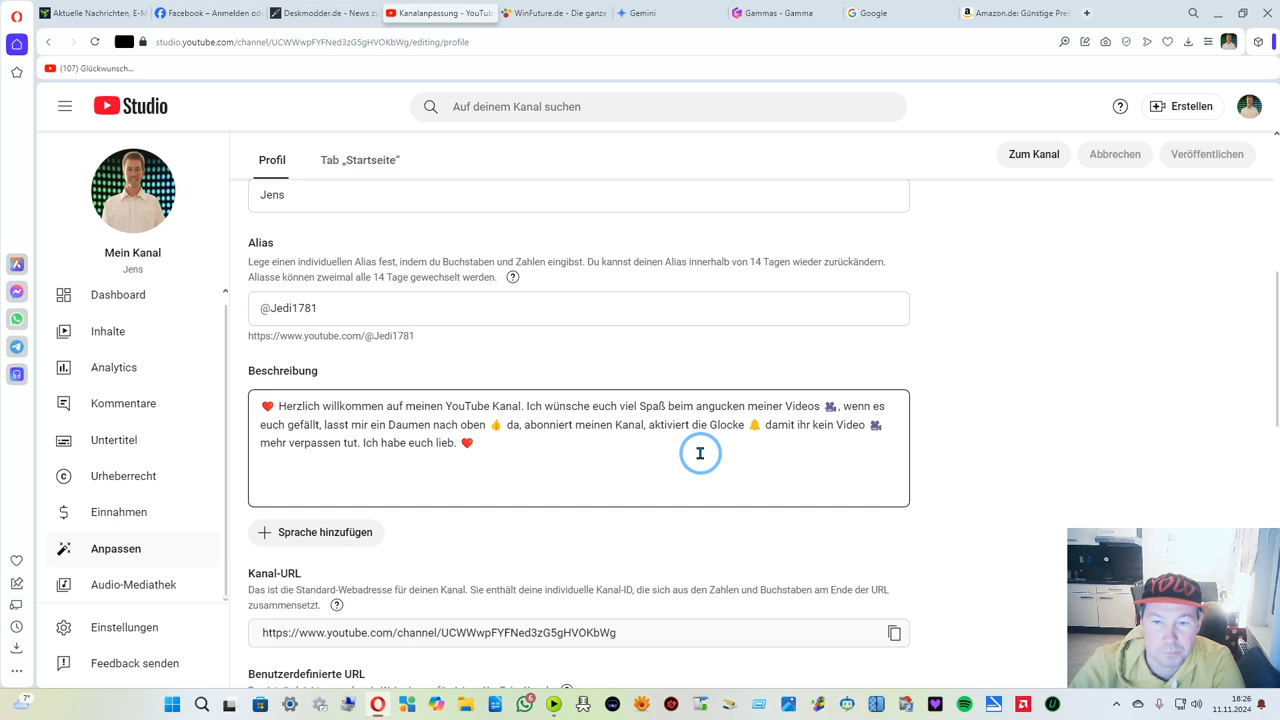 Aktien, Nachrichten, E-M
Facebook – Anmelden od
Deskmodder.de - News z
Kanalanpassung - YouTub
WinFuture.de - Die ganze
Gemini
Gammas - Gamma
Google
Amazon.de: Günstige Prei
studio.youtube.com/channel/UCWWwpFYFNed3zG5gHVOKbWg/editing/profile
(107) Glückwunsch...
Studio
Auf deinem Kanal suchen
Erstellen
Profil
Tab „Startseite“
Zum Kanal
Abbrechen
Veröffentlichen
Mein Kanal
Jens
Dashboard
Inhalte
Analytics
Kommentare
Untertitel
Urheberrecht
Einnahmen
Anpassen
Audio-Mediathek
Einstellungen
Feedback senden
Jens
Alias
Lege einen individuellen Alias fest, indem du Buchstaben und Zahlen eingibst. Du kannst deinen Alias innerhalb von 14 Tagen wieder zurückändern.
Aliasse können zweimal alle 14 Tage gewechselt werden.
@Jedi1781
https://www.youtube.com/@Jedi1781
Beschreibung
❤️ Herzlich willkommen auf meinen YouTube Kanal. Ich wünsche euch viel Spaß beim angucken meiner Videos 🎥, wenn es
euch gefällt, lasst mir ein Daumen nach oben 👍 da, abonniert meinen Kanal, aktiviert die Glocke 🔔 damit ihr kein Video 🎥
mehr verpassen tut. Ich habe euch lieb. ❤️
Sprache hinzufügen
Kanal-URL
Das ist die Standard-Webadresse für deinen Kanal. Sie enthält deine individuelle Kanal-ID, die sich aus den Zahlen und Buchstaben am Ende der URL
zusammensetzt.
https://www.youtube.com/channel/UCWWwpFYFNed3zG5gHVOKbWg
Benutzerdefinierte URL
7°
6
18:26
11.11.2024